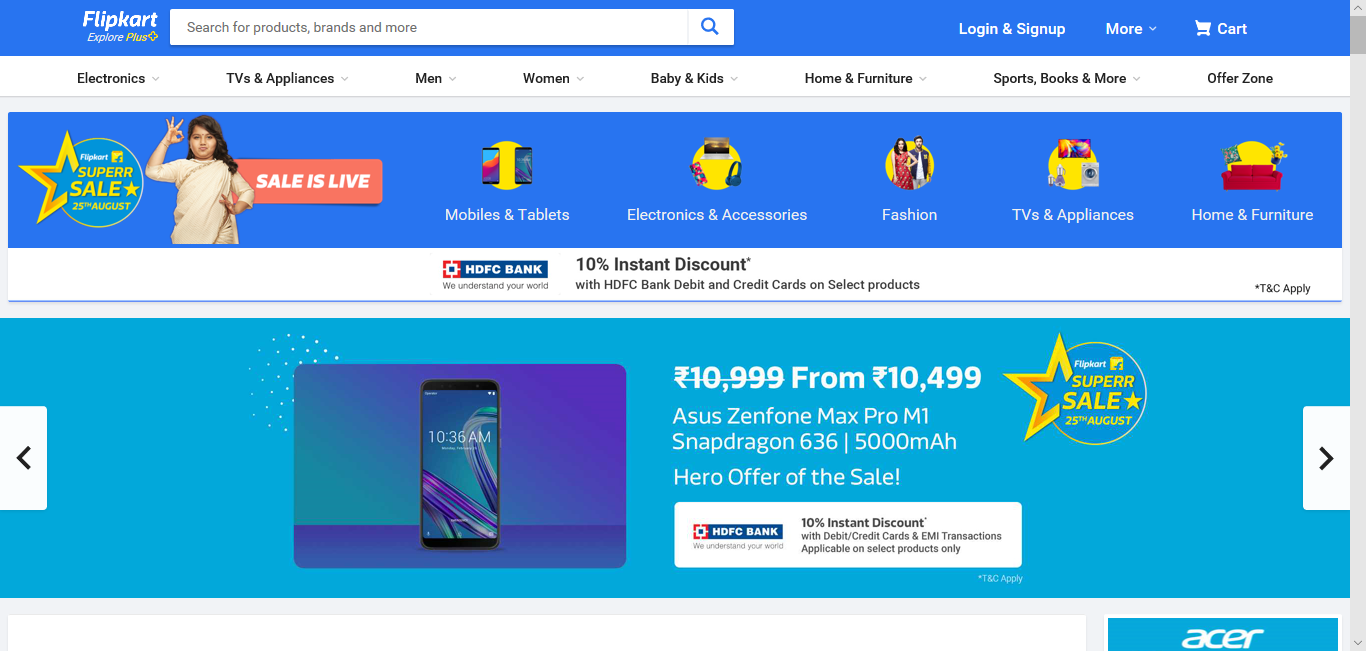 Flipkart
Explore Plus
Search for products, brands and more
Login & Signup
More
Cart
Electronics
TVs & Appliances
Men
Women
Baby & Kids
Home & Furniture
Sports, Books & More
Offer Zone
Flipkart
SUPERR
SALE
25TH AUGUST
SALE IS LIVE
Mobiles & Tablets
Electronics & Accessories
Fashion
TVs & Appliances
Home & Furniture
HDFC BANK
We understand your world
10% Instant Discount*
with HDFC Bank Debit and Credit Cards on Select products
*T&C Apply
10:36 AM
₹10,999 From ₹10,499
Asus Zenfone Max Pro M1
Snapdragon 636 | 5000mAh
Hero Offer of the Sale!
HDFC BANK
We understand your world
10% Instant Discount*
with Debit/Credit Cards & EMI Transactions
Applicable on select products only
*T&C Apply
Flipkart
SUPERR
SALE
25TH AUGUST
acer